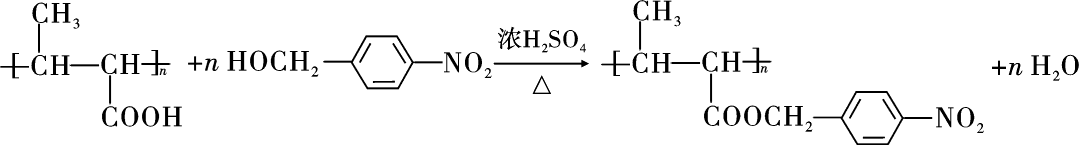 CH₃ CH₃
浓H₂SO₄
-[CH-CH-]ₙ +n HOCH₂- -NO₂ → -[CH-CH-]ₙ +n H₂O
△
COOH COOCH₂- -NO₂